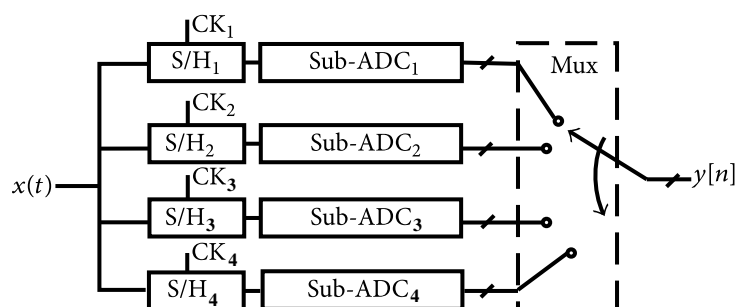 CK₁
S/H₁ Sub-ADC₁
Mux
CK₂
S/H₂ Sub-ADC₂
x(t)
y[n]
CK₃
S/H₃ Sub-ADC₃
CK₄
S/H₄ Sub-ADC₄